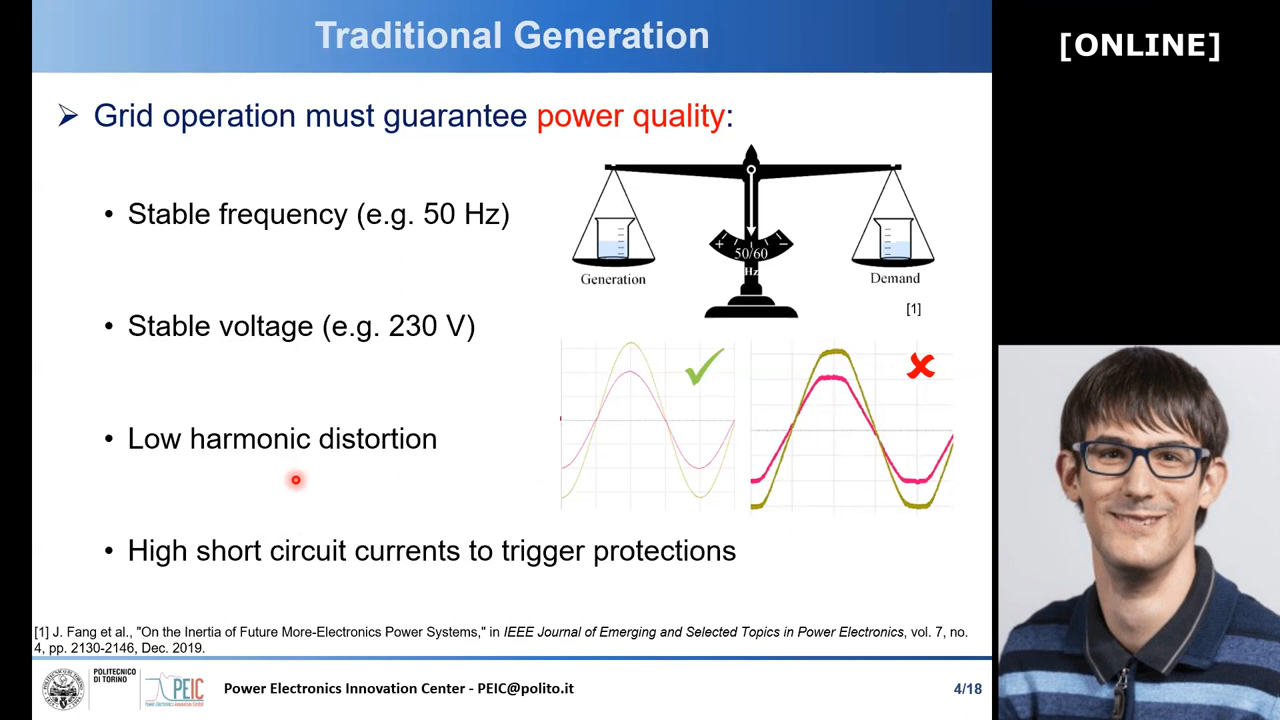 Traditional Generation
[ONLINE]
➢ Grid operation must guarantee power quality:
• Stable frequency (e.g. 50 Hz)
50/60
Hz
Generation
Demand
[1]
• Stable voltage (e.g. 230 V)
• Low harmonic distortion
• High short circuit currents to trigger protections
[1] J. Fang et al., "On the Inertia of Future More-Electronics Power Systems," in IEEE Journal of Emerging and Selected Topics in Power Electronics, vol. 7, no.
4, pp. 2130-2146, Dec. 2019.
POLITECNICO
DI TORINO
PEIC
Power Electronics Innovation Center
Power Electronics Innovation Center - PEIC@polito.it
4/18